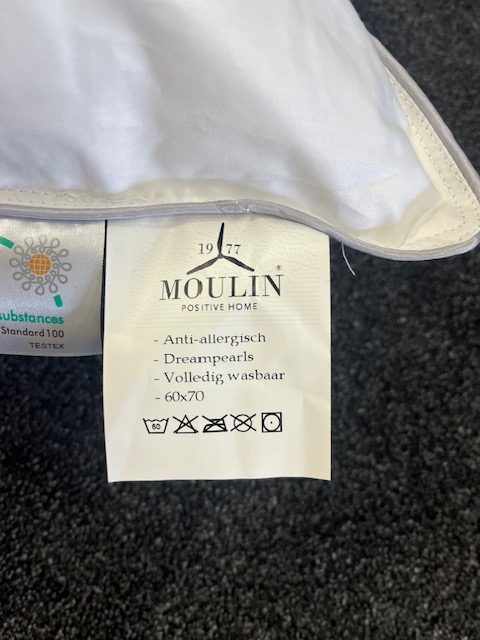 19 77
MOULIN®
POSITIVE HOME
- Anti-allergisch
- Dreampearls
- Volledig wasbaar
- 60x70
60
substances
Standard 100
TESTEX